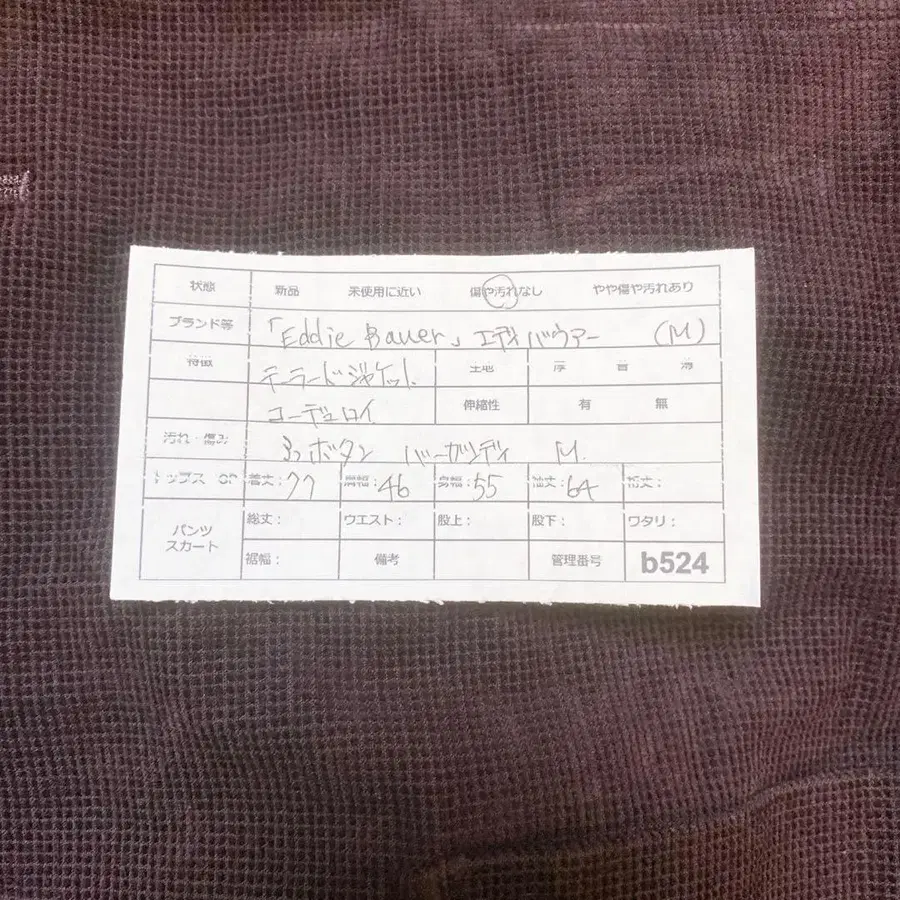 状態 新品 未使用に近い 傷や汚れなし やや傷や汚れあり
ブランド等 「Eddie Bauer」エディバウアー (M)
特徴 テーラードジャケット 生地 厚 普 薄
コーデュロイ 伸縮性 有 無
汚れ・傷み 3つボタン バーガンディ M
トップス OP 着丈:77 肩幅:46 身幅:55 袖丈:64 裄丈:
パンツ スカート 総丈: ウエスト: 股上: 股下: ワタリ:
裾幅: 備考 管理番号 b524